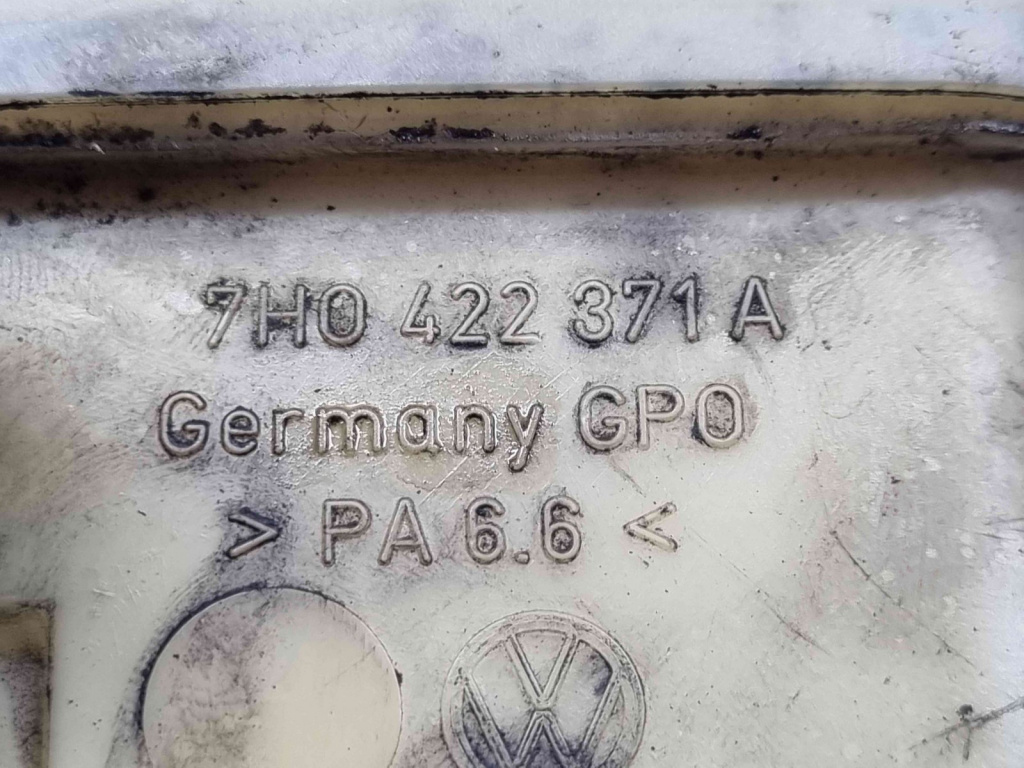 7H0 422 371 A
Germany GPO
> PA 6.6 <